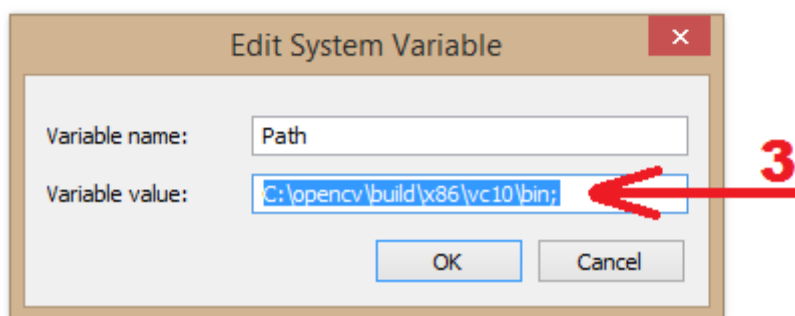 Edit System Variable
Variable name: Path
Variable value: C:\opencv\build\x86\vc10\bin; 3
OK Cancel